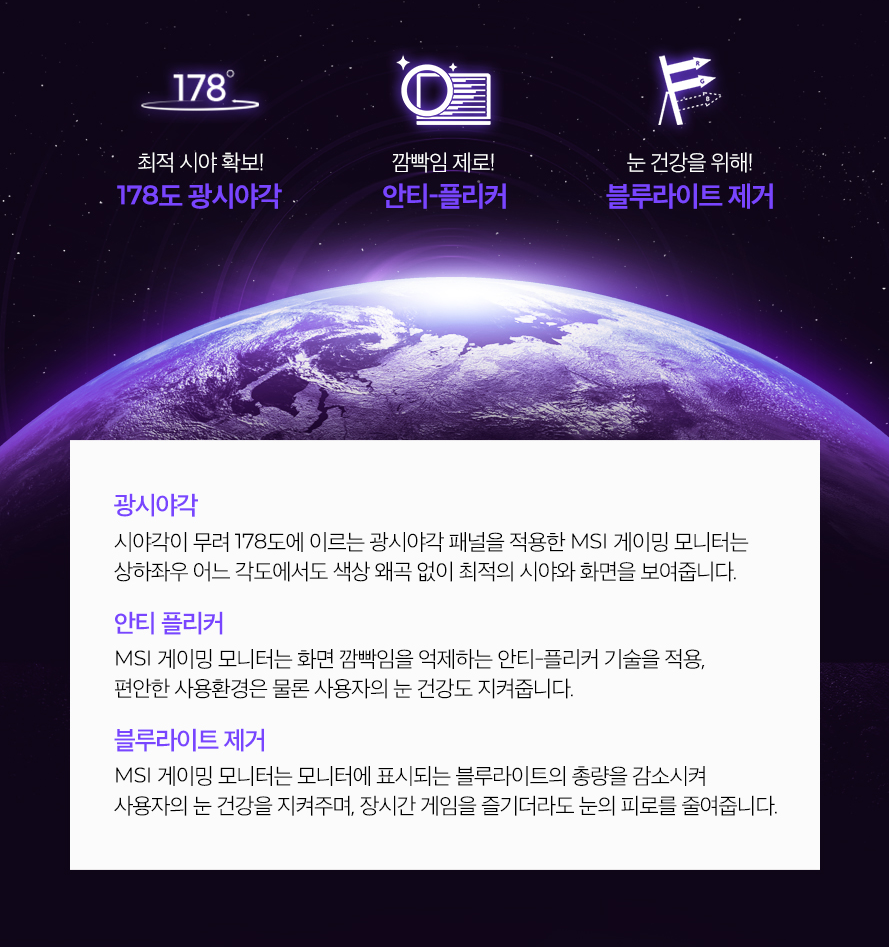 178°
R
G
B
최적 시야 확보!
178도 광시야각
깜빡임 제로!
안티-플리커
눈 건강을 위해!
블루라이트 제거
광시야각
시야각이 무려 178도에 이르는 광시야각 패널을 적용한 MSI 게이밍 모니터는
상하좌우 어느 각도에서도 색상 왜곡 없이 최적의 시야와 화면을 보여줍니다.
안티 플리커
MSI 게이밍 모니터는 화면 깜빡임을 억제하는 안티-플리커 기술을 적용,
편안한 사용환경은 물론 사용자의 눈 건강도 지켜줍니다.
블루라이트 제거
MSI 게이밍 모니터는 모니터에 표시되는 블루라이트의 총량을 감소시켜
사용자의 눈 건강을 지켜주며, 장시간 게임을 즐기더라도 눈의 피로를 줄여줍니다.